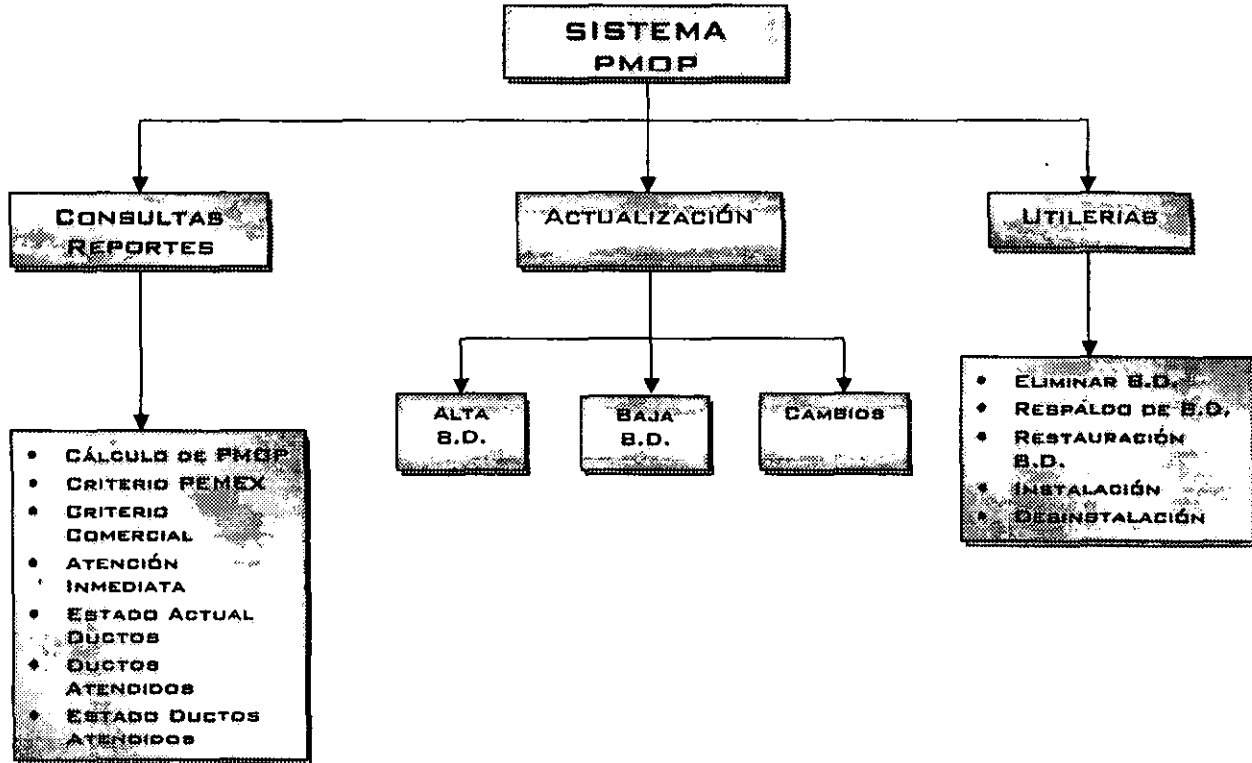 SISTEMA
PMOP
CONSULTAS
REPORTES
ACTUALIZACIÓN
UTILERIAS
ALTA
B.D.
BAJA
B.D.
CAMBIOS
• ELIMINAR B.D.
• RESPALDO DE B.D.
• RESTAURACIÓN
B.D.
• INSTALACIÓN
• DESINSTALACIÓN
• CÁLCULO DE PMOP
• CRITERIO PEMEX
• CRITERIO
COMERCIAL
• ATENCIÓN
INMEDIATA
• ESTADO ACTUAL
DUCTOS
• DUCTOS
ATENDIDOS
• ESTADO DUCTOS
ATENDIDOS